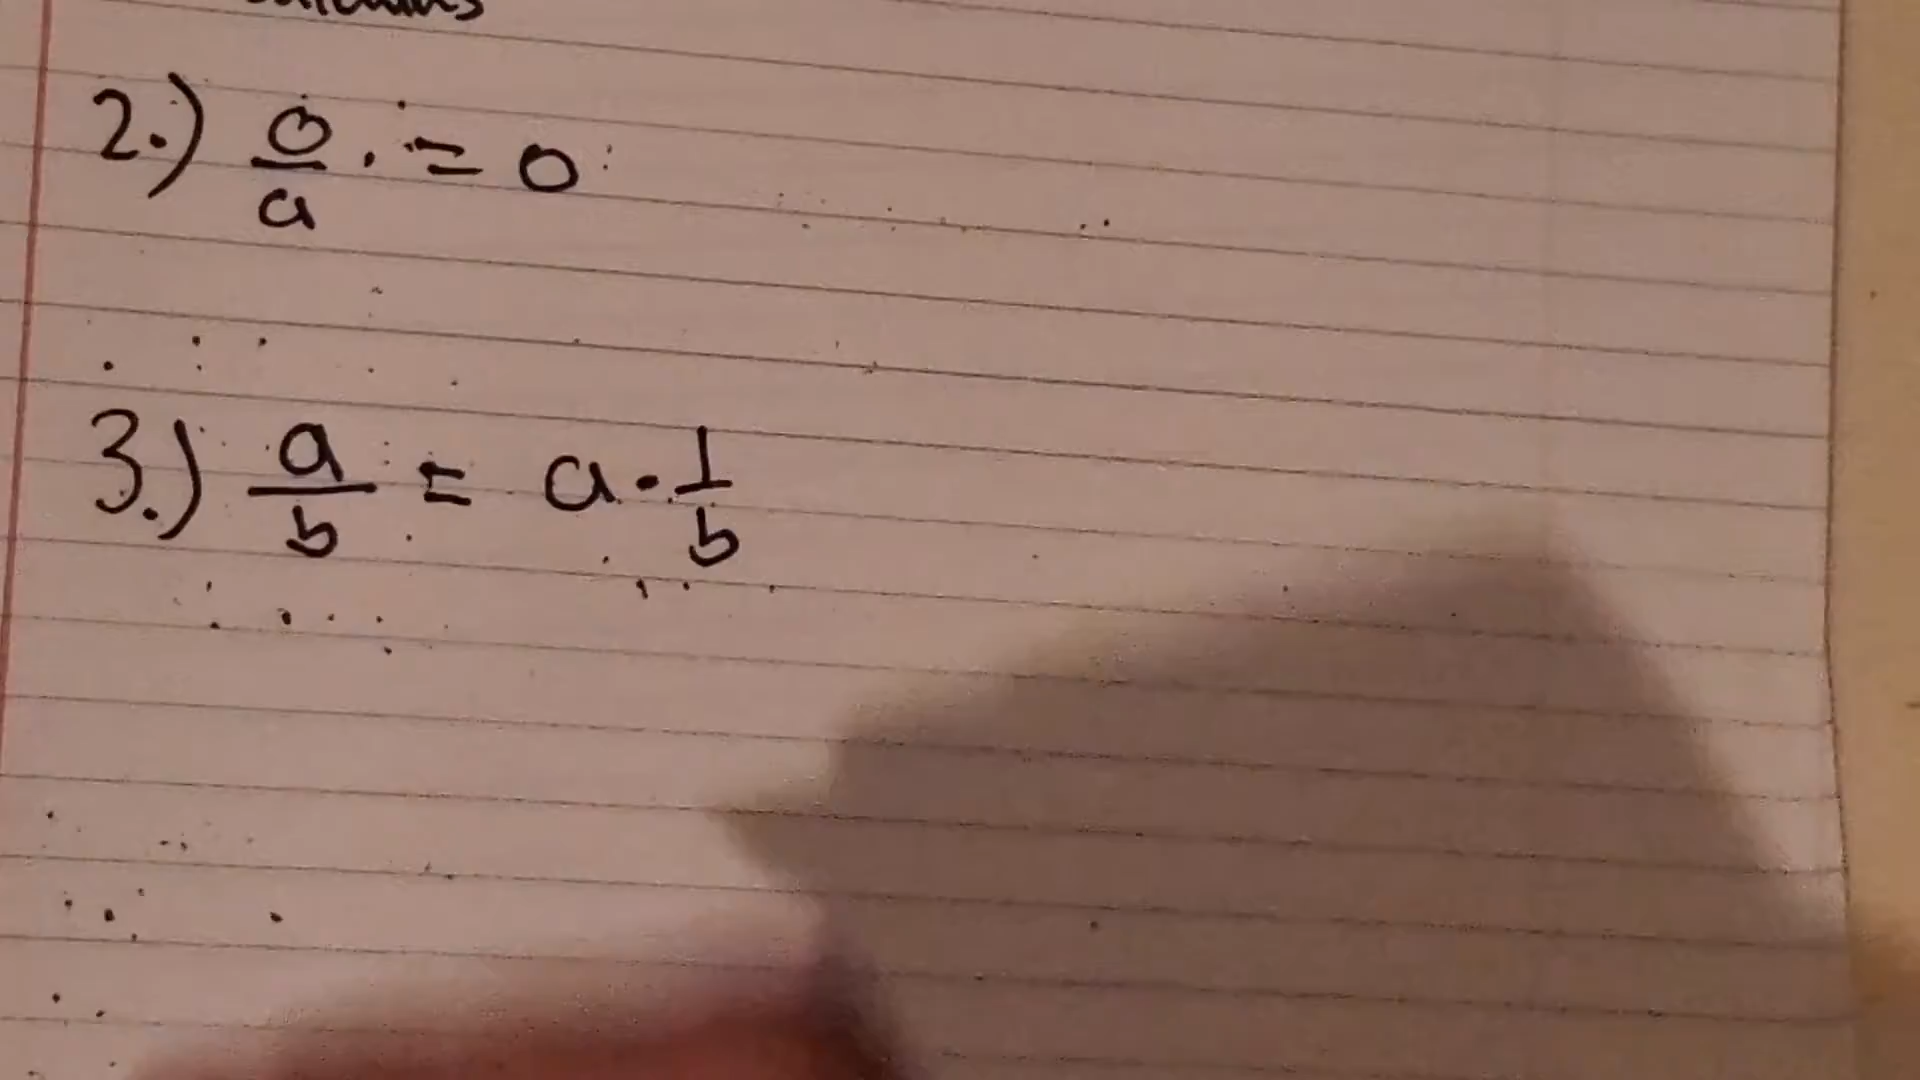 2.) 0/a = 0
3.) a/b = a · 1/b